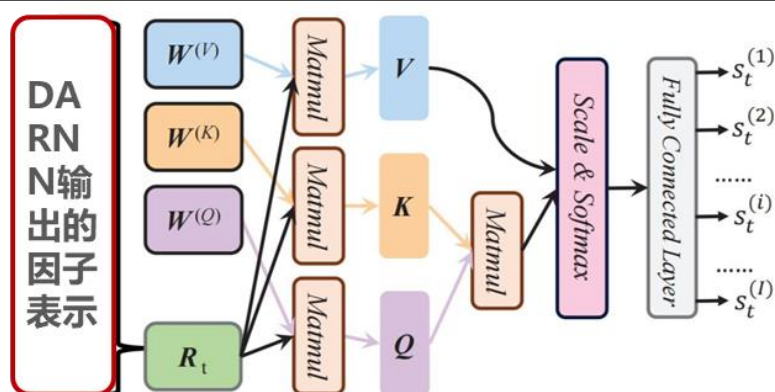 DA
RN
N输
出的
因子
表示
W^(V)
W^(K)
W^(Q)
R_t
Matmul
Matmul
Matmul
V
K
Q
Matmul
Scale & Softmax
Fully Connected Layer
s_t^(1)
s_t^(2)
......
s_t^(i)
......
s_t^(I)